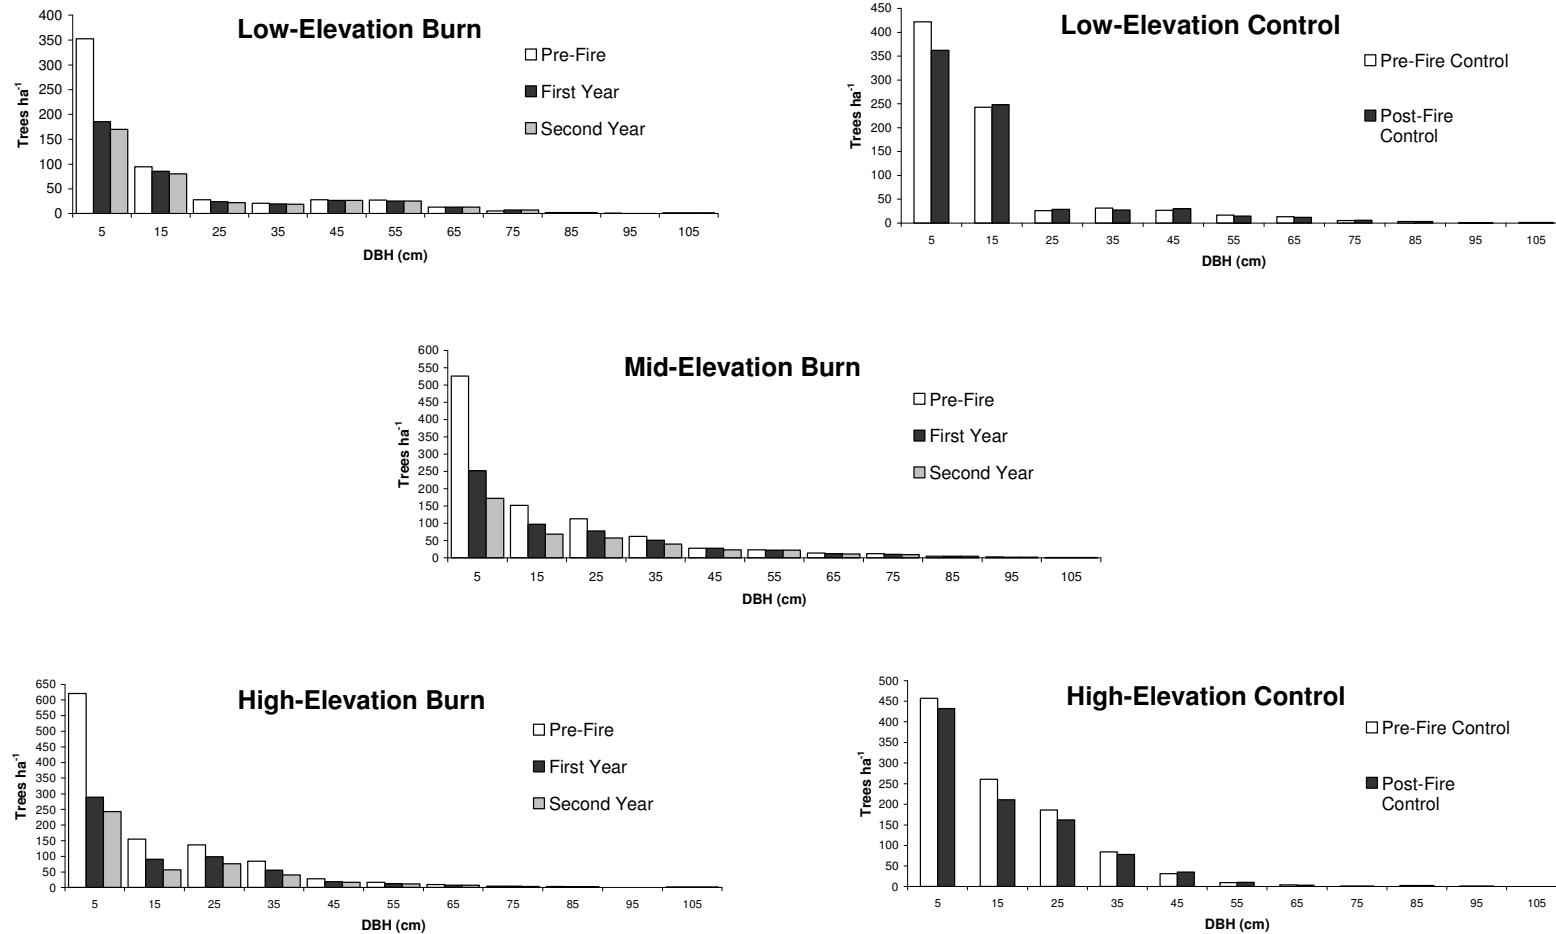 Low-Elevation Burn
400
350
300
250
200
150
100
50
0
Trees ha⁻¹
Pre-Fire
First Year
Second Year
5 15 25 35 45 55 65 75 85 95 105
DBH (cm)
Low-Elevation Control
450
400
350
300
250
200
150
100
50
0
Trees ha⁻¹
Pre-Fire Control
Post-Fire
Control
5 15 25 35 45 55 65 75 85 95 105
DBH (cm)
Mid-Elevation Burn
600
550
500
450
400
350
300
250
200
150
100
50
0
Trees ha⁻¹
Pre-Fire
First Year
Second Year
5 15 25 35 45 55 65 75 85 95 105
DBH (cm)
High-Elevation Burn
650
600
550
500
450
400
350
300
250
200
150
100
50
0
Trees ha⁻¹
Pre-Fire
First Year
Second Year
5 15 25 35 45 55 65 75 85 95 105
DBH (cm)
High-Elevation Control
500
450
400
350
300
250
200
150
100
50
0
Trees ha⁻¹
Pre-Fire Control
Post-Fire
Control
5 15 25 35 45 55 65 75 85 95 105
DBH (cm)